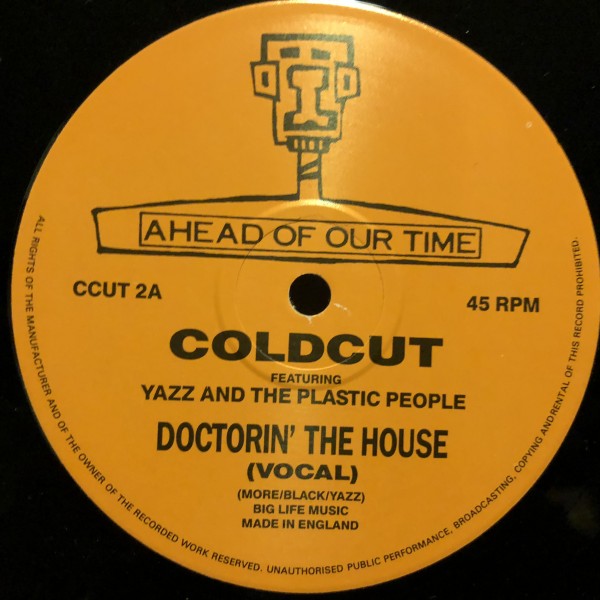 AHEAD OF OUR TIME
CCUT 2A
45 RPM
COLDCUT
FEATURING
YAZZ AND THE PLASTIC PEOPLE
DOCTORIN' THE HOUSE
(VOCAL)
(MORE/BLACK/YAZZ)
BIG LIFE MUSIC
MADE IN ENGLAND
ALL RIGHTS OF THE MANUFACTURER AND OF THE OWNER OF THE RECORDED WORK RESERVED. UNAUTHORISED PUBLIC PERFORMANCE, BROADCASTING, COPYING ANDRENTAL OF THIS RECORD PROHIBITED.